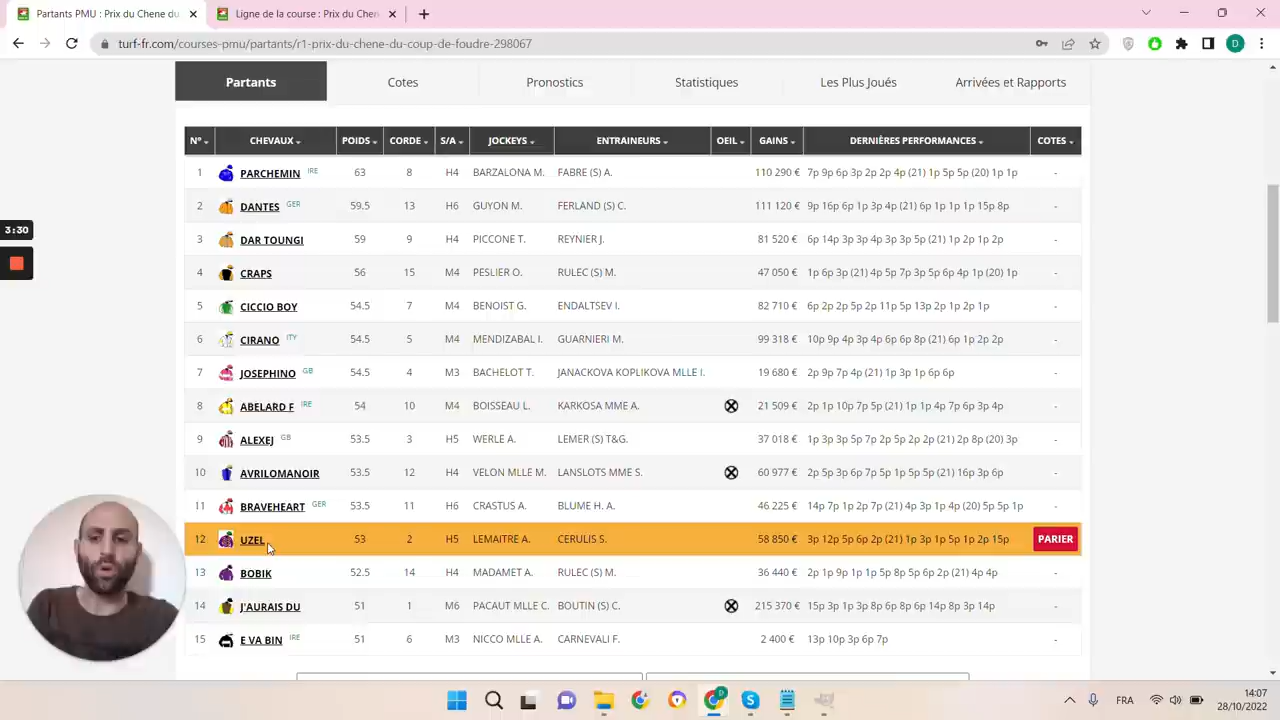 Partants PMU : Prix du Chene du
Ligne de la course : Prix du Chen
turf-fr.com/courses-pmu/partants/r1-prix-du-chene-du-coup-de-foudre-298067
D
Partants Cotes Pronostics Statistiques Les Plus Joués Arrivées et Rapports
N° CHEVAUX POIDS CORDE S/A JOCKEYS ENTRAINEURS OEIL GAINS DERNIÈRES PERFORMANCES COTES
1 PARCHEMIN IRE 63 8 H4 BARZALONA M. FABRE (S) A. 110 290 € 7p 9p 6p 3p 2p 2p 4p (21) 1p 5p 5p (20) 1p 1p -
2 DANTES GER 59.5 13 H6 GUYON M. FERLAND (S) C. 111 120 € 9p 16p 6p 1p 3p 4p (21) 6p 1p 1p 1p 15p 8p -
3 DAR TOUNGI 59 9 H4 PICCONE T. REYNIER J. 81 520 € 6p 14p 3p 3p 4p 3p 3p 5p (21) 1p 2p 1p 2p -
4 CRAPS 56 15 M4 PESLIER O. RULEC (S) M. 47 050 € 1p 6p 3p (21) 4p 5p 7p 3p 5p 6p 4p 1p (20) 1p -
5 CICCIO BOY 54.5 7 M4 BENOIST G. ENDALTSEV I. 82 710 € 6p 2p 2p 5p 2p 11p 5p 13p 2p 1p 2p 1p -
6 CIRANO ITY 54.5 5 M4 MENDIZABAL I. GUARNIERI M. 99 318 € 10p 9p 4p 3p 4p 6p 6p 8p (21) 6p 1p 2p 2p -
7 JOSEPHINO GB 54.5 4 M3 BACHELOT T. JANACKOVA KOPLIKOVA MLLE I. 19 680 € 2p 9p 7p 4p (21) 1p 3p 1p 6p 6p -
8 ABELARD F IRE 54 10 M4 BOISSEAU L. KARKOSA MME A. 21 509 € 2p 1p 10p 7p 5p (21) 1p 1p 4p 7p 6p 3p 4p -
9 ALEXEJ GB 53.5 3 H5 WERLE A. LEMER (S) T&G. 37 018 € 1p 3p 3p 5p 7p 2p 5p 2p 2p (21) 2p 8p (20) 3p -
10 AVRILOMANOIR 53.5 12 H4 VELON MLLE M. LANSLOTS MME S. 60 977 € 2p 5p 3p 6p 7p 5p 1p 5p 5p (21) 16p 3p 6p -
11 BRAVEHEART GER 53.5 11 H6 CRASTUS A. BLUME H. A. 46 225 € 14p 7p 1p 2p 7p (21) 4p 3p 1p 4p (20) 5p 5p 1p -
12 UZEL 53 2 H5 LEMAITRE A. CERULIS S. 58 850 € 3p 12p 5p 6p 2p (21) 1p 3p 1p 5p 1p 2p 15p PARIER
13 BOBIK 52.5 14 H4 MADAMET A. RULEC (S) M. 36 440 € 2p 1p 9p 1p 1p 5p 8p 5p 6p 2p (21) 4p 4p -
14 J'AURAIS DU 51 1 M6 PACAUT MLLE C. BOUTIN (S) C. 215 370 € 15p 3p 1p 3p 8p 6p 8p 6p 14p 8p 3p 14p -
15 E VA BIN IRE 51 6 M3 NICCO MLLE A. CARNEVALI F. 2 400 € 13p 10p 3p 6p 7p -
3:30
FRA
14:07
28/10/2022